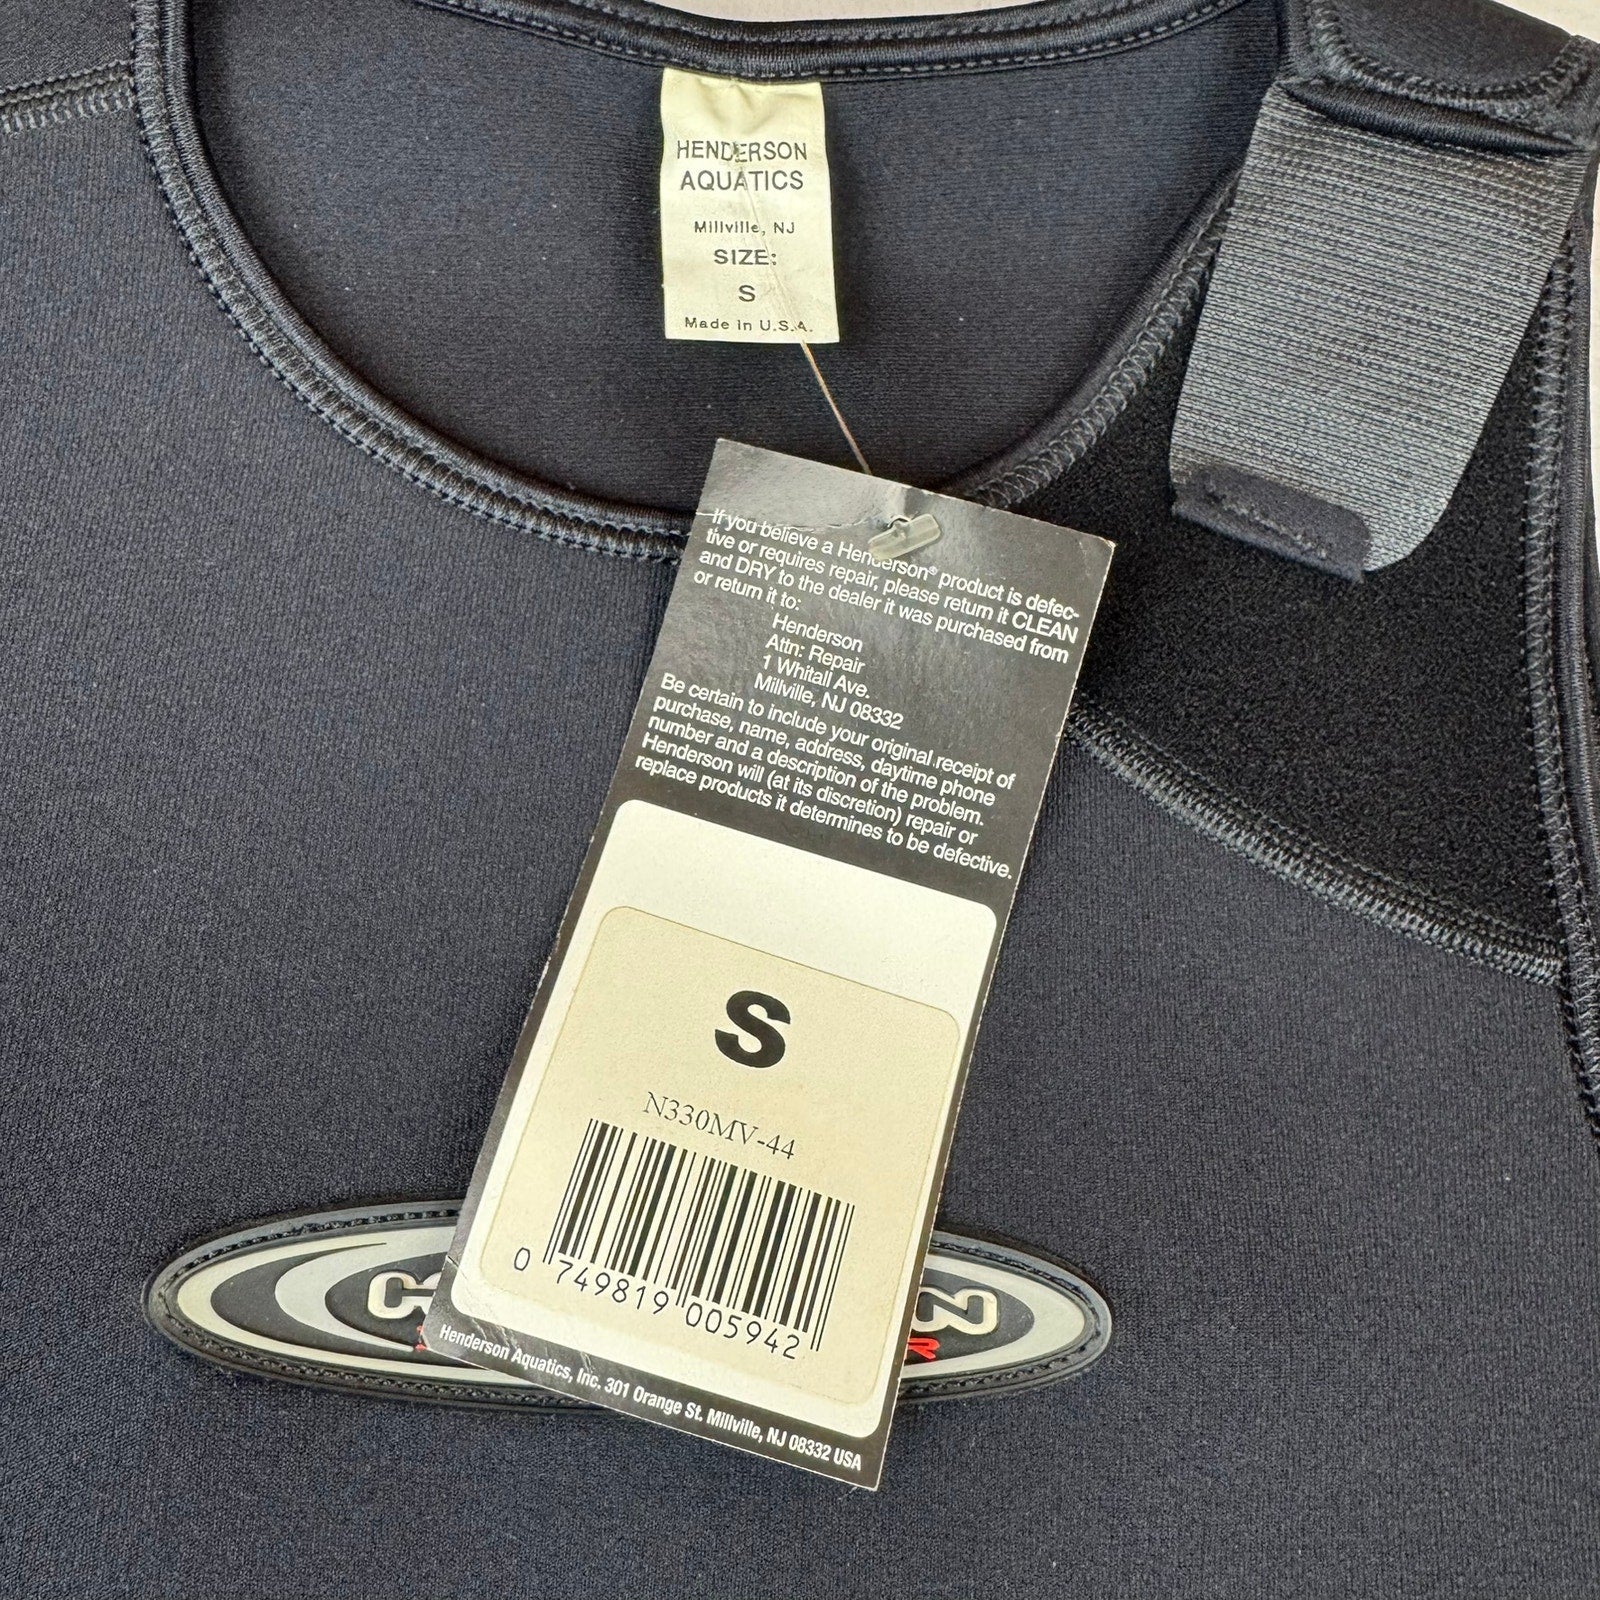 HENDERSON
AQUATICS
Millville, NJ
SIZE:
S
Made in U.S.A.
If you believe a Henderson® product is defec-
tive or requires repair, please return it CLEAN
and DRY to the dealer it was purchased from
or return it to:
Henderson
Attn: Repair
1 Whitall Ave.
Millville, NJ 08332
Be certain to include your original receipt of
purchase, name, address, daytime phone
number and a description of the problem.
Henderson will (at its discretion) repair or
replace products it determines to be defective.
S
N330MV-44
0 749819 005942
Henderson Aquatics, Inc. 301 Orange St. Millville, NJ 08332 USA